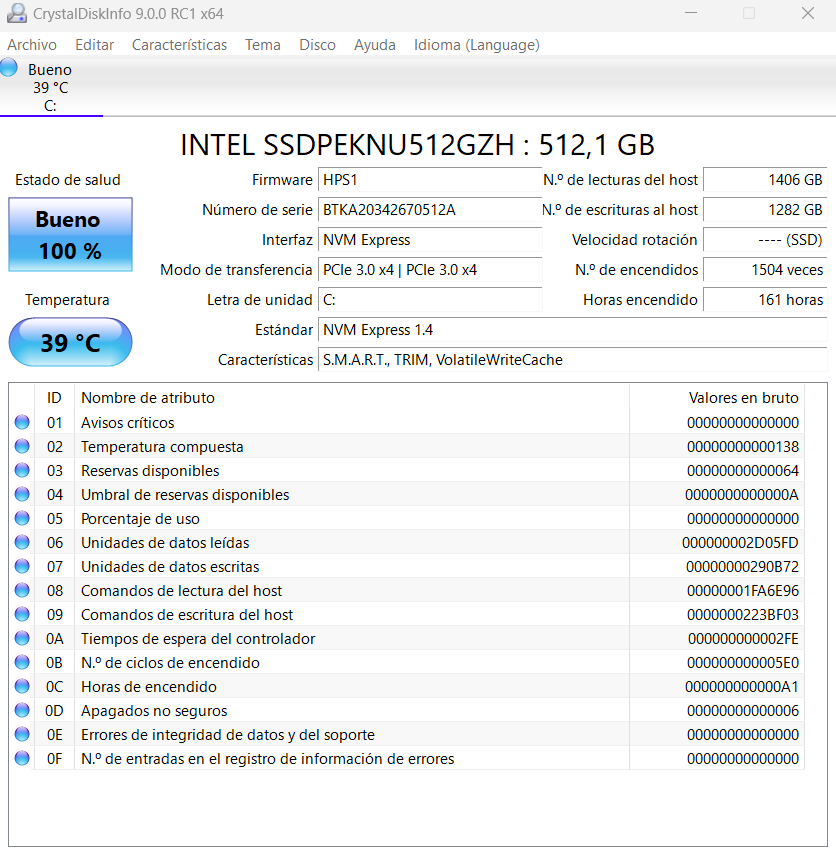 CrystalDiskInfo 9.0.0 RC1 x64
Archivo Editar Características Tema Disco Ayuda Idioma (Language)
Bueno
39 °C
C:
INTEL SSDPEKNU512GZH : 512,1 GB
Estado de salud
Bueno
100 %
Temperatura
39 °C
Firmware HPS1 N.º de lecturas del host 1406 GB
Número de serie BTKA20342670512A N.º de escrituras al host 1282 GB
Interfaz NVM Express Velocidad rotación ---- (SSD)
Modo de transferencia PCIe 3.0 x4 | PCIe 3.0 x4 N.º de encendidos 1504 veces
Letra de unidad C: Horas encendido 161 horas
Estándar NVM Express 1.4
Características S.M.A.R.T., TRIM, VolatileWriteCache
ID Nombre de atributo Valores en bruto
01 Avisos críticos 00000000000000
02 Temperatura compuesta 00000000000138
03 Reservas disponibles 00000000000064
04 Umbral de reservas disponibles 0000000000000A
05 Porcentaje de uso 00000000000000
06 Unidades de datos leídas 000000002D05FD
07 Unidades de datos escritas 00000000290B72
08 Comandos de lectura del host 00000001FA6E96
09 Comandos de escritura del host 0000000223BF03
0A Tiempos de espera del controlador 000000000002FE
0B N.º de ciclos de encendido 000000000005E0
0C Horas de encendido 000000000000A1
0D Apagados no seguros 00000000000006
0E Errores de integridad de datos y del soporte 00000000000000
0F N.º de entradas en el registro de información de errores 00000000000000